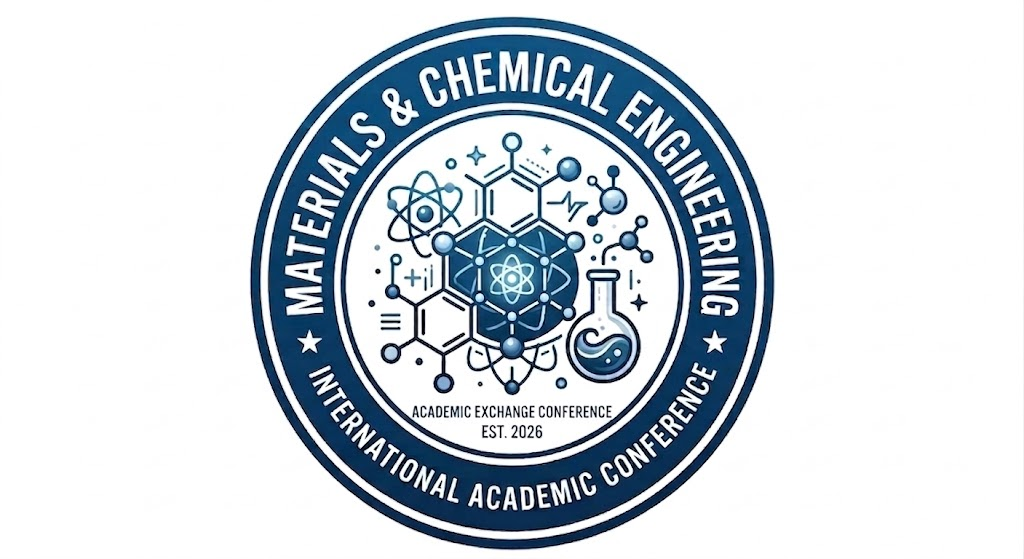 MATERIALS & CHEMICAL ENGINEERING
ACADEMIC EXCHANGE CONFERENCE
EST. 2026
INTERNATIONAL ACADEMIC CONFERENCE